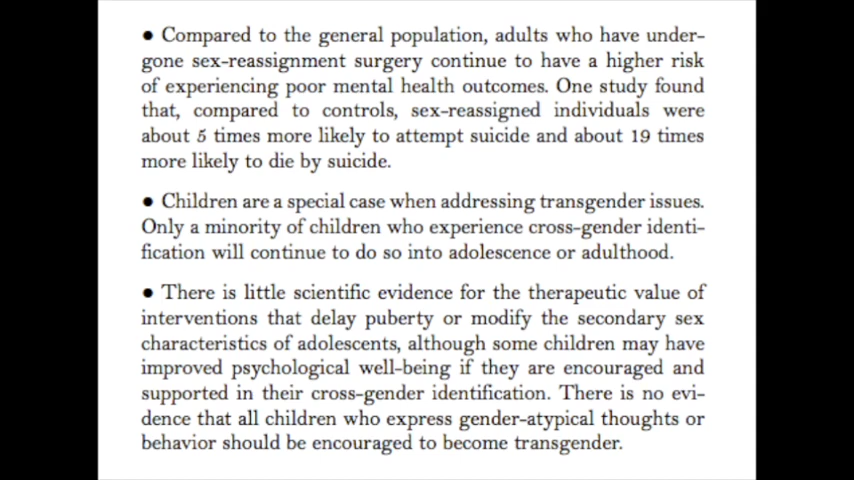 ● Compared to the general population, adults who have under-
gone sex-reassignment surgery continue to have a higher risk
of experiencing poor mental health outcomes. One study found
that, compared to controls, sex-reassigned individuals were
about 5 times more likely to attempt suicide and about 19 times
more likely to die by suicide.
● Children are a special case when addressing transgender issues.
Only a minority of children who experience cross-gender identi-
fication will continue to do so into adolescence or adulthood.
● There is little scientific evidence for the therapeutic value of
interventions that delay puberty or modify the secondary sex
characteristics of adolescents, although some children may have
improved psychological well-being if they are encouraged and
supported in their cross-gender identification. There is no evi-
dence that all children who express gender-atypical thoughts or
behavior should be encouraged to become transgender.